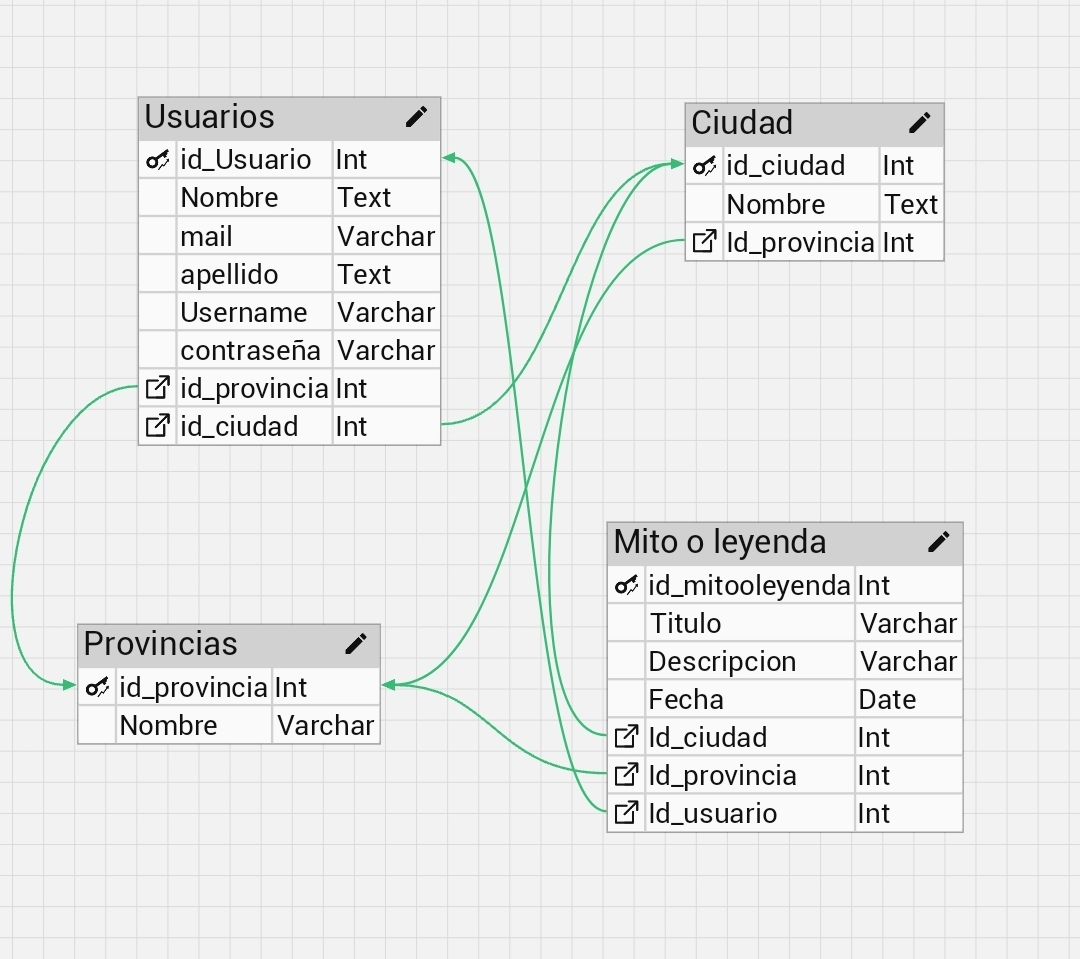 Usuarios
id_Usuario Int
Nombre Text
mail Varchar
apellido Text
Username Varchar
contraseña Varchar
id_provincia Int
id_ciudad Int
Ciudad
id_ciudad Int
Nombre Text
Id_provincia Int
Mito o leyenda
id_mitooleyenda Int
Titulo Varchar
Descripcion Varchar
Fecha Date
Id_ciudad Int
Id_provincia Int
Id_usuario Int
Provincias
id_provincia Int
Nombre Varchar